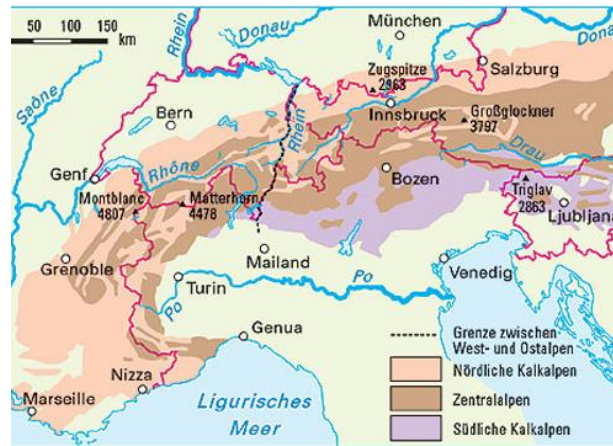 50 100 150
km
Rhein
Donau
München
Donau
Zugspitze
2963
Salzburg
Saône
Bern
Rhein
Innsbruck
Großglockner
3797
Genf
Rhône
Drau
Montblanc
4807
Matterhorn
4478
Bozen
Triglav
2863
Ljubljana
Grenoble
Mailand
Turin
Po
Venedig
Po
Genua
Grenze zwischen
West- und Ostalpen
Nizza
Nördliche Kalkalpen
Marseille
Ligurisches
Meer
Zentralalpen
Südliche Kalkalpen